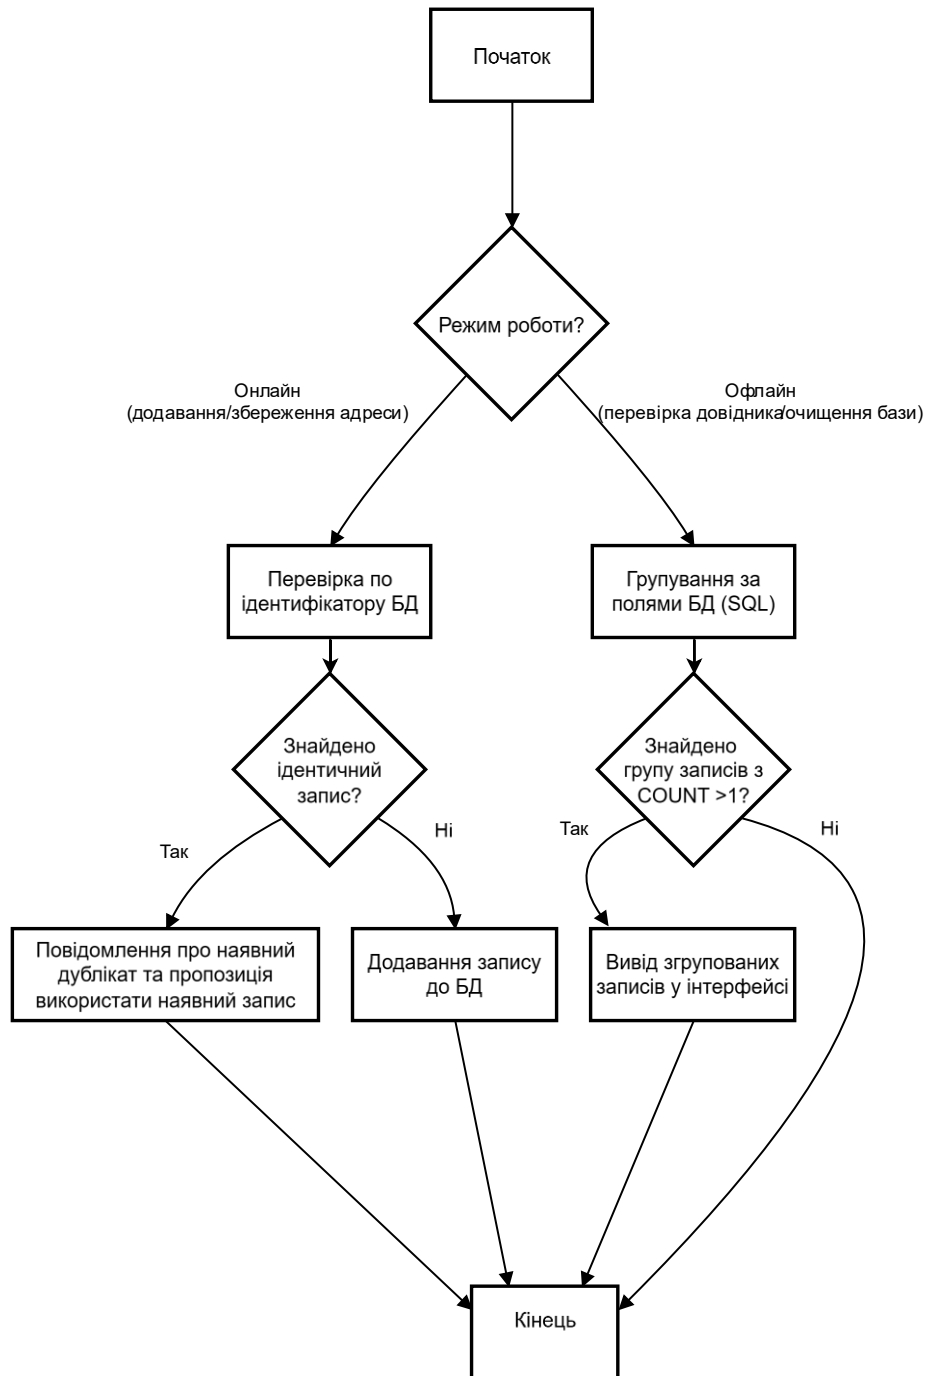 Початок
Режим роботи?
Онлайн
(додавання/збереження адреси)
Офлайн
(перевірка довідника/очищення бази)
Перевірка по
ідентифікатору БД
Групування за
полями БД (SQL)
Знайдено
ідентичний
запис?
Знайдено
групу записів з
COUNT >1?
Так
Ні
Так
Ні
Повідомлення про наявний
дублікат та пропозиція
використати наявний запис
Додавання запису
до БД
Вивід згрупованих
записів у інтерфейсі
Кінець